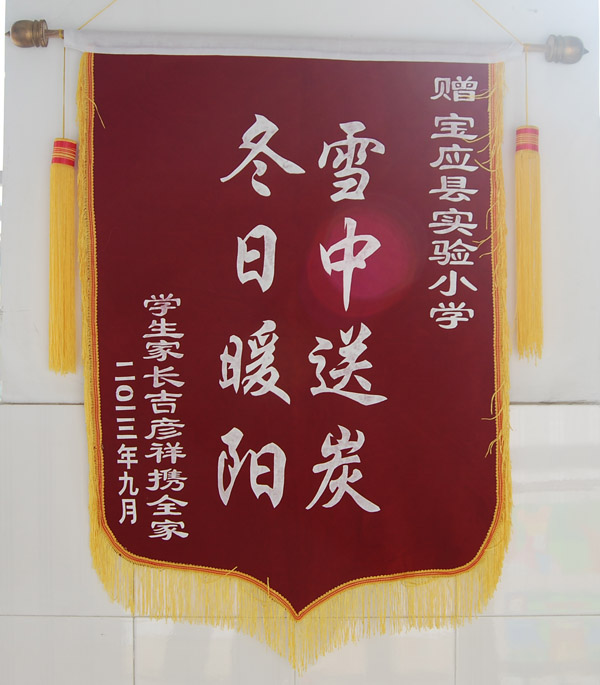 赠宝应县实验小学
雪中送炭
冬日暖阳
学生家长吉彦祥携全家
二〇一三年九月